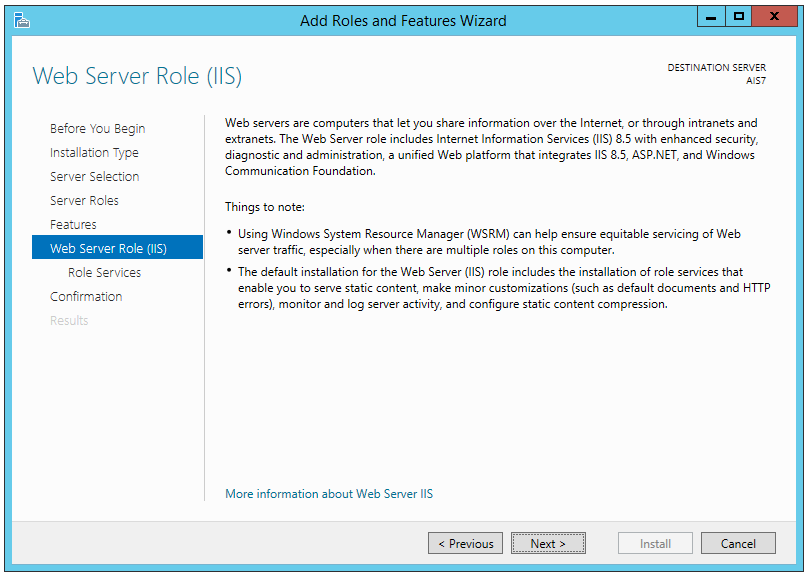 Add Roles and Features Wizard
Web Server Role (IIS)
DESTINATION SERVER
AIS7
Before You Begin
Installation Type
Server Selection
Server Roles
Features
Web Server Role (IIS)
Role Services
Confirmation
Results
Web servers are computers that let you share information over the Internet, or through intranets and
extranets. The Web Server role includes Internet Information Services (IIS) 8.5 with enhanced security,
diagnostic and administration, a unified Web platform that integrates IIS 8.5, ASP.NET, and Windows
Communication Foundation.
Things to note:
• Using Windows System Resource Manager (WSRM) can help ensure equitable servicing of Web
server traffic, especially when there are multiple roles on this computer.
• The default installation for the Web Server (IIS) role includes the installation of role services that
enable you to serve static content, make minor customizations (such as default documents and HTTP
errors), monitor and log server activity, and configure static content compression.
More information about Web Server IIS
< Previous
Next >
Install
Cancel